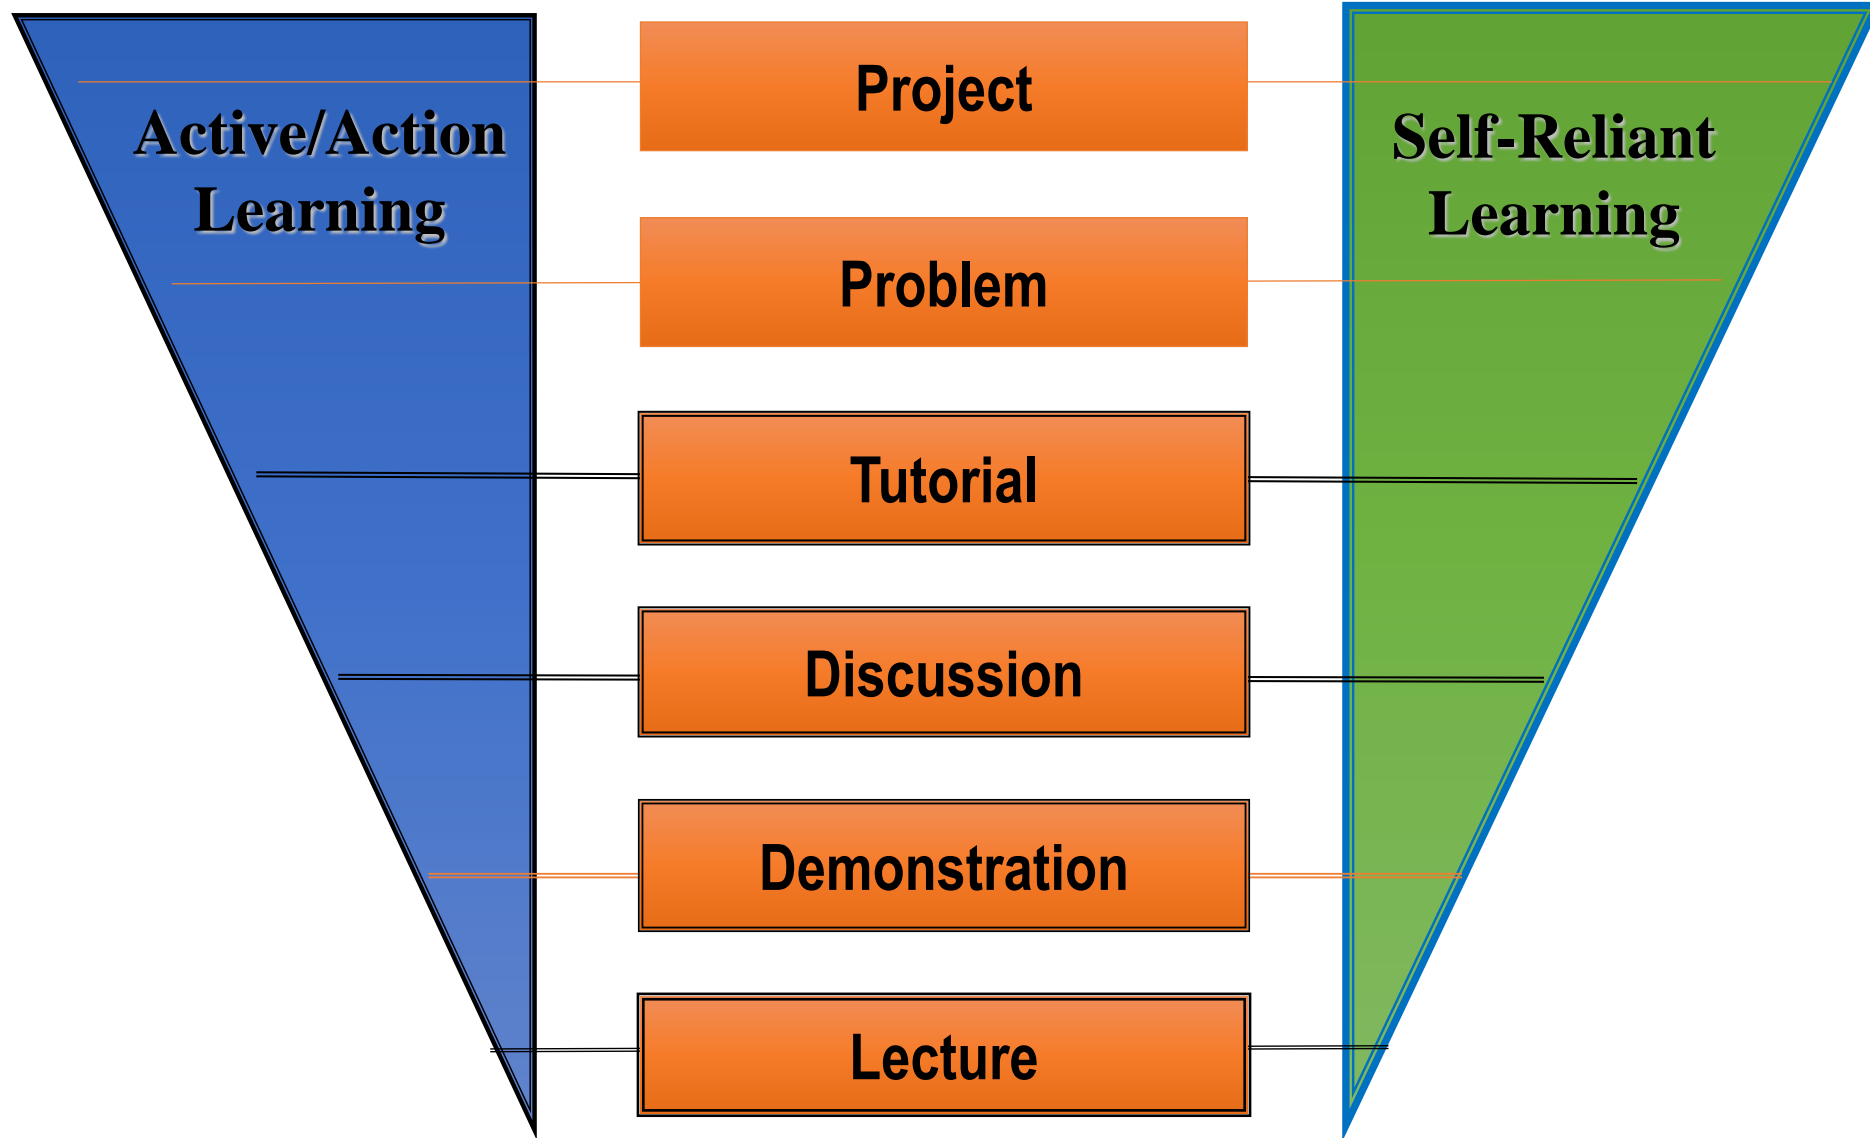 Active/Action
Learning
Project
Problem
Tutorial
Discussion
Demonstration
Lecture
Self-Reliant
Learning